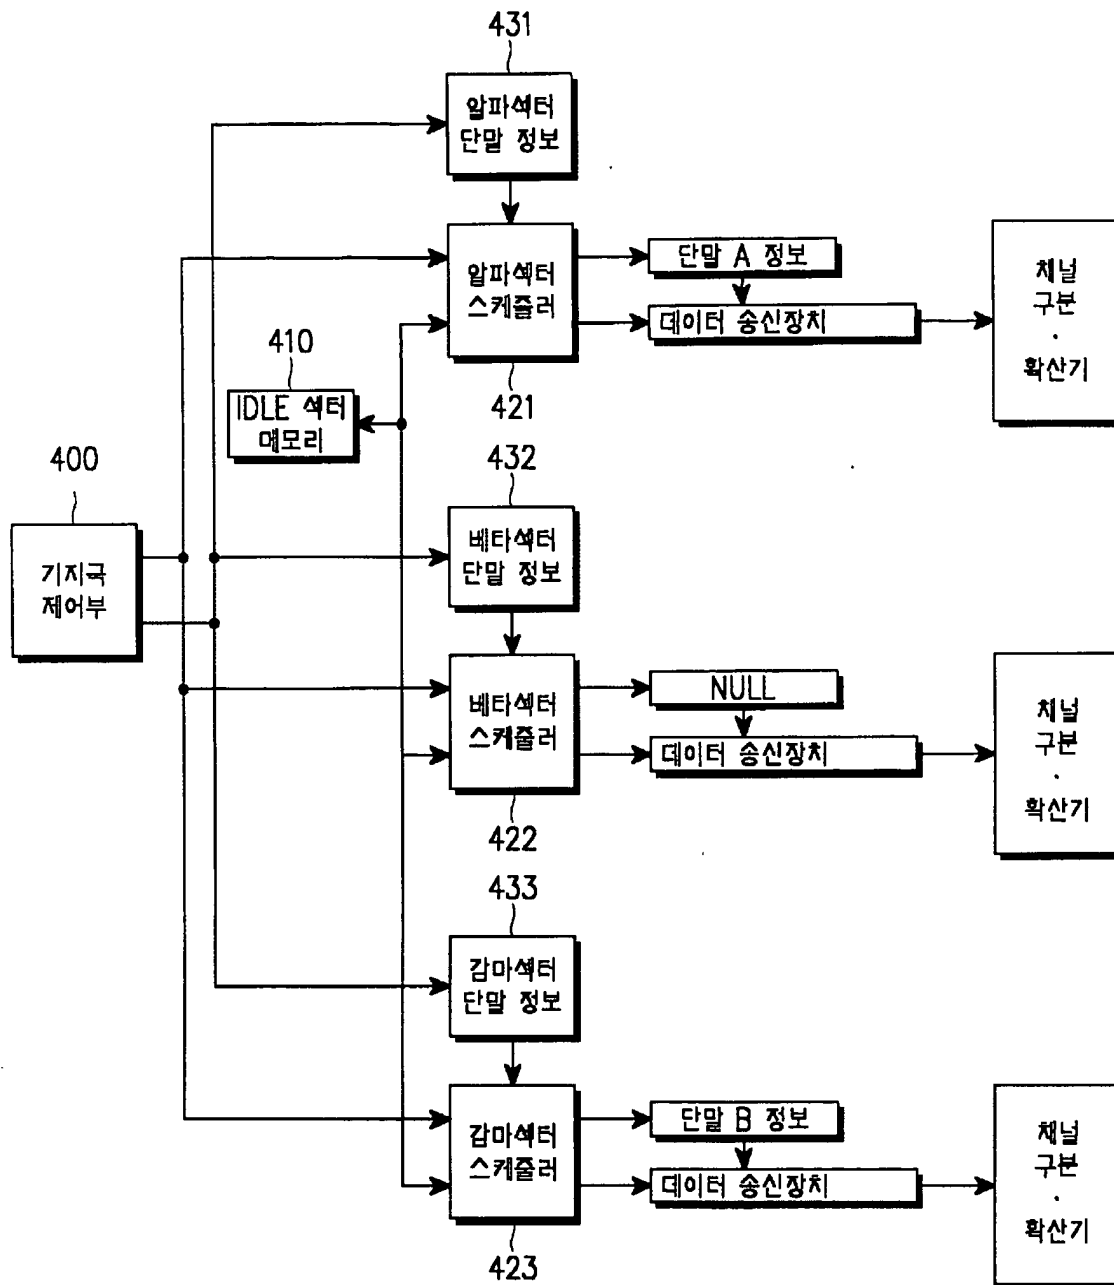 431
알파섹터
단말 정보
알파섹터
스케쥴러
421
단말 A 정보
데이터 송신장치
채널
구분
·
확산기
410
IDLE 섹터
메모리
400
기지국
제어부
432
베타섹터
단말 정보
베타섹터
스케쥴러
422
NULL
데이터 송신장치
채널
구분
·
확산기
433
감마섹터
단말 정보
감마섹터
스케쥴러
423
단말 B 정보
데이터 송신장치
채널
구분
·
확산기